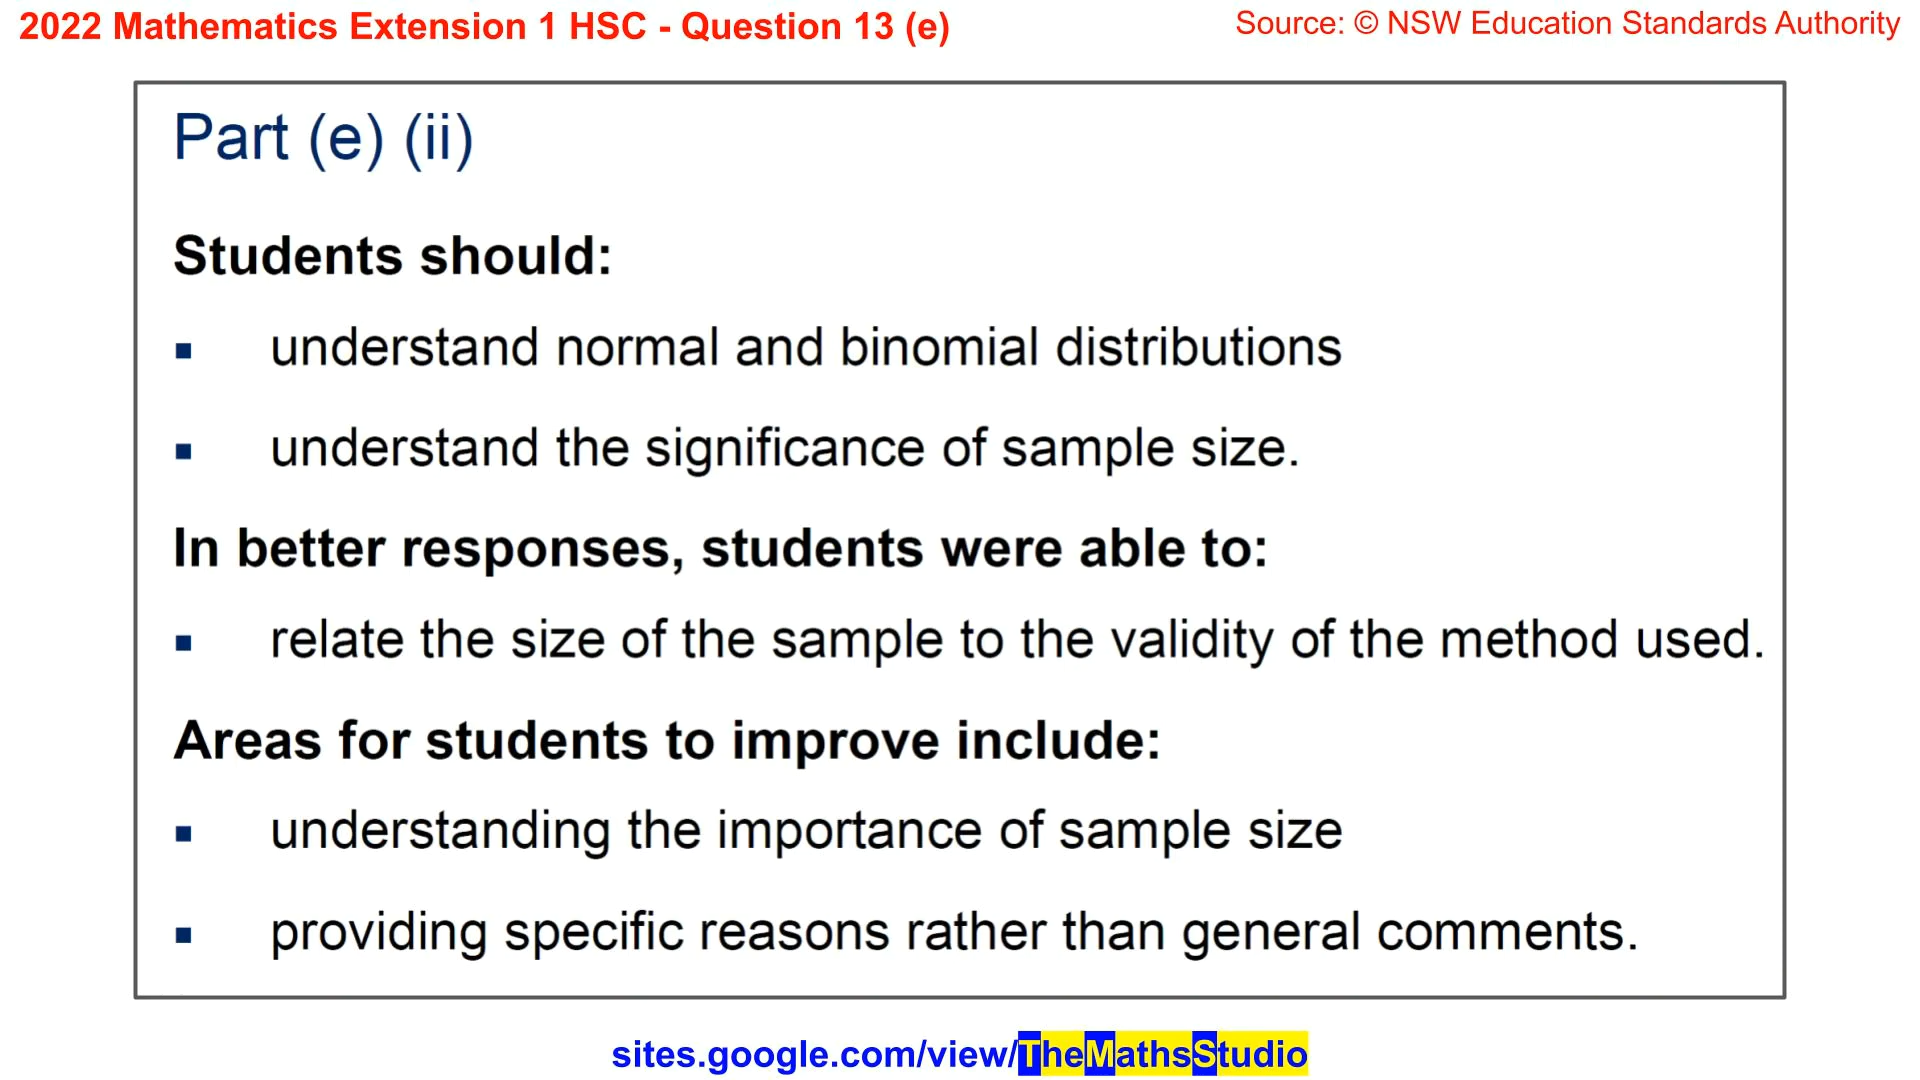 2022 Mathematics Extension 1 HSC - Question 13 (e)
Source: © NSW Education Standards Authority
Part (e) (ii)
Students should:
▪ understand normal and binomial distributions
▪ understand the significance of sample size.
In better responses, students were able to:
▪ relate the size of the sample to the validity of the method used.
Areas for students to improve include:
▪ understanding the importance of sample size
▪ providing specific reasons rather than general comments.
sites.google.com/view/TheMathsStudio